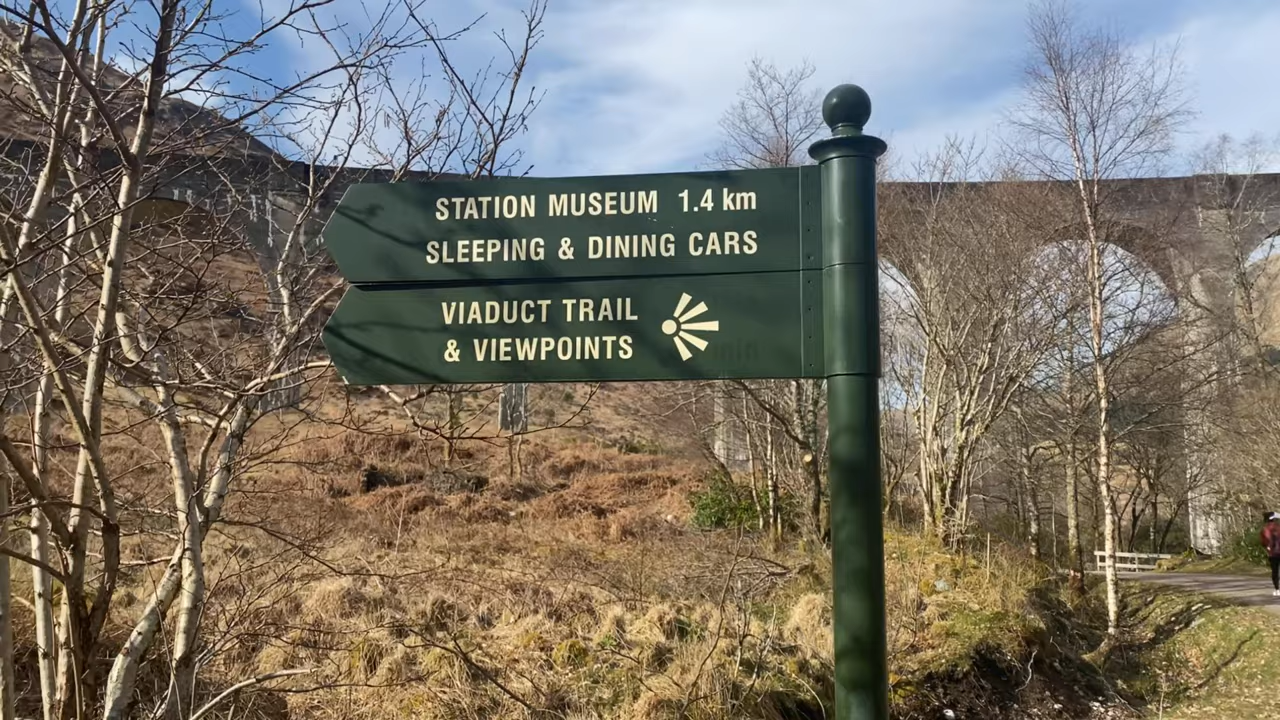 STATION MUSEUM 1.4 km
SLEEPING & DINING CARS
VIADUCT TRAIL
& VIEWPOINTS